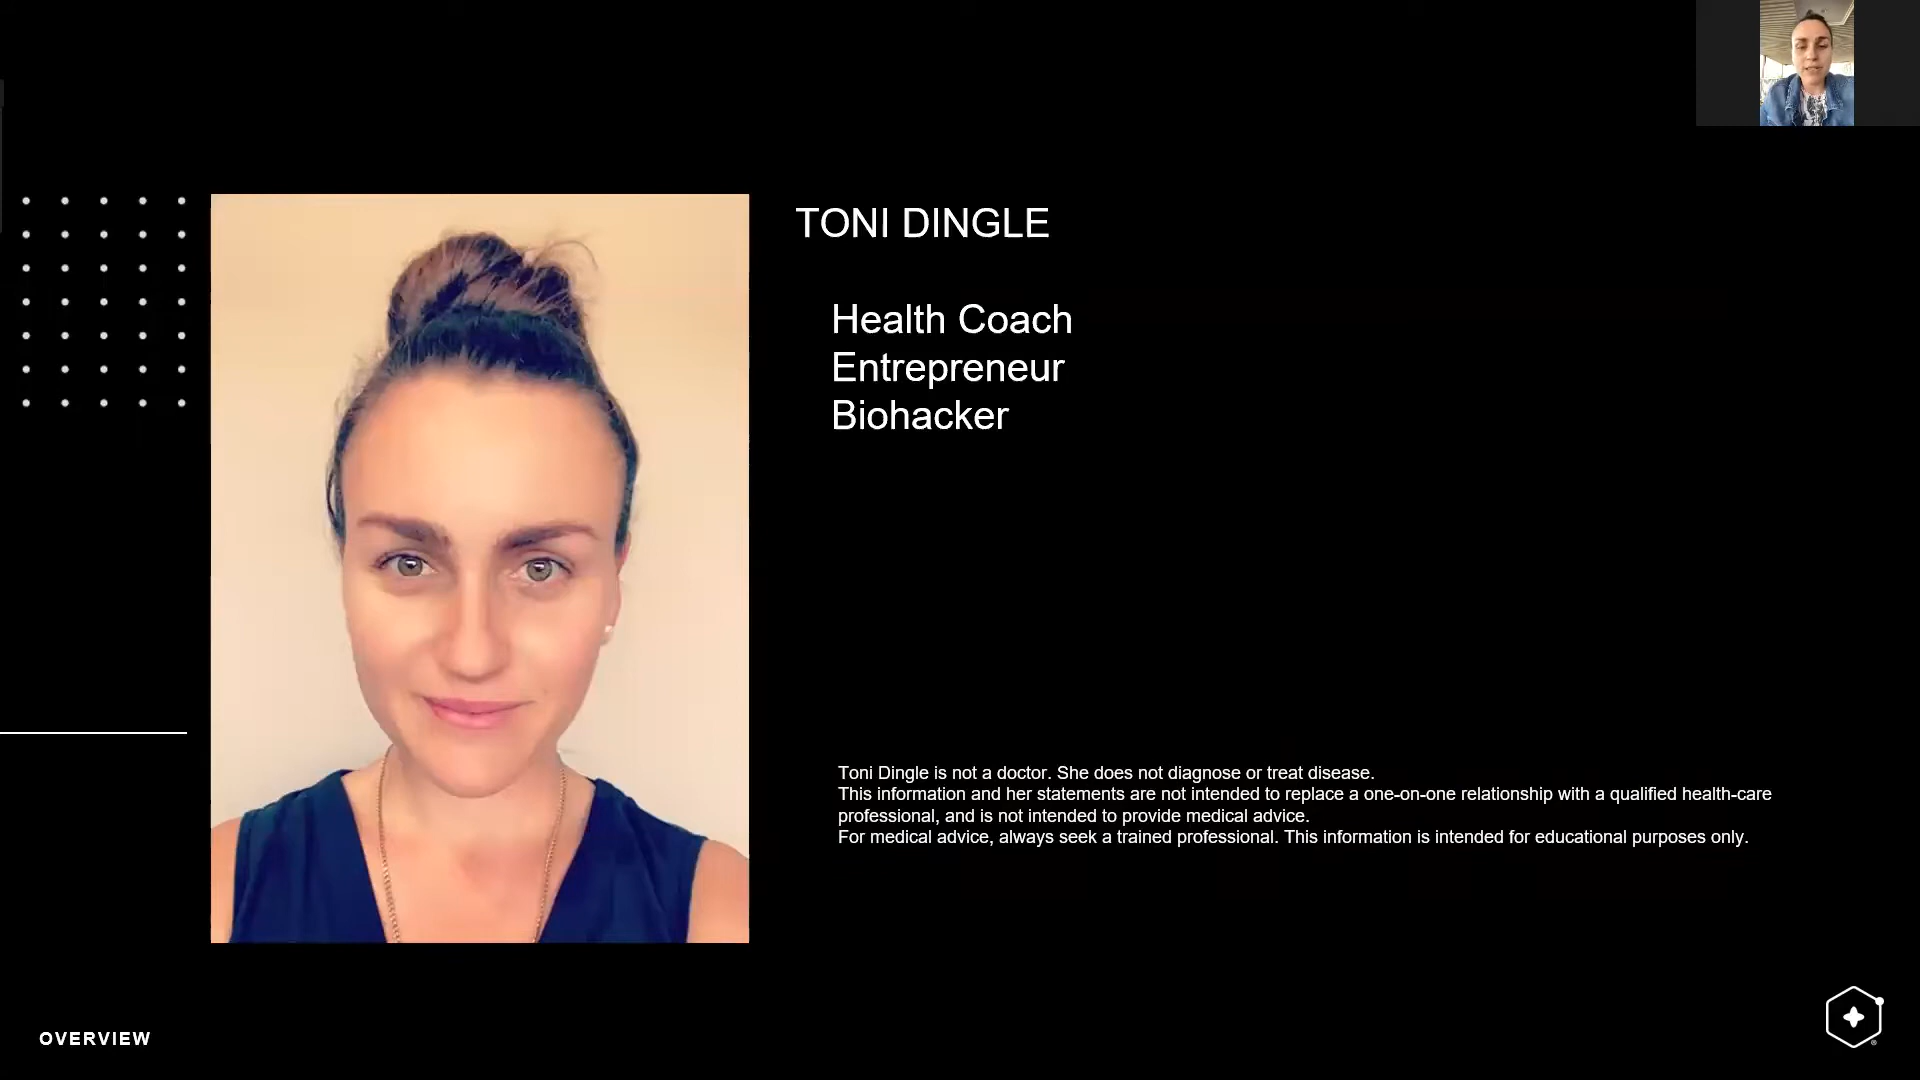 TONI DINGLE
Health Coach
Entrepreneur
Biohacker
Toni Dingle is not a doctor. She does not diagnose or treat disease.
This information and her statements are not intended to replace a one-on-one relationship with a qualified health-care
professional, and is not intended to provide medical advice.
For medical advice, always seek a trained professional. This information is intended for educational purposes only.
OVERVIEW
®